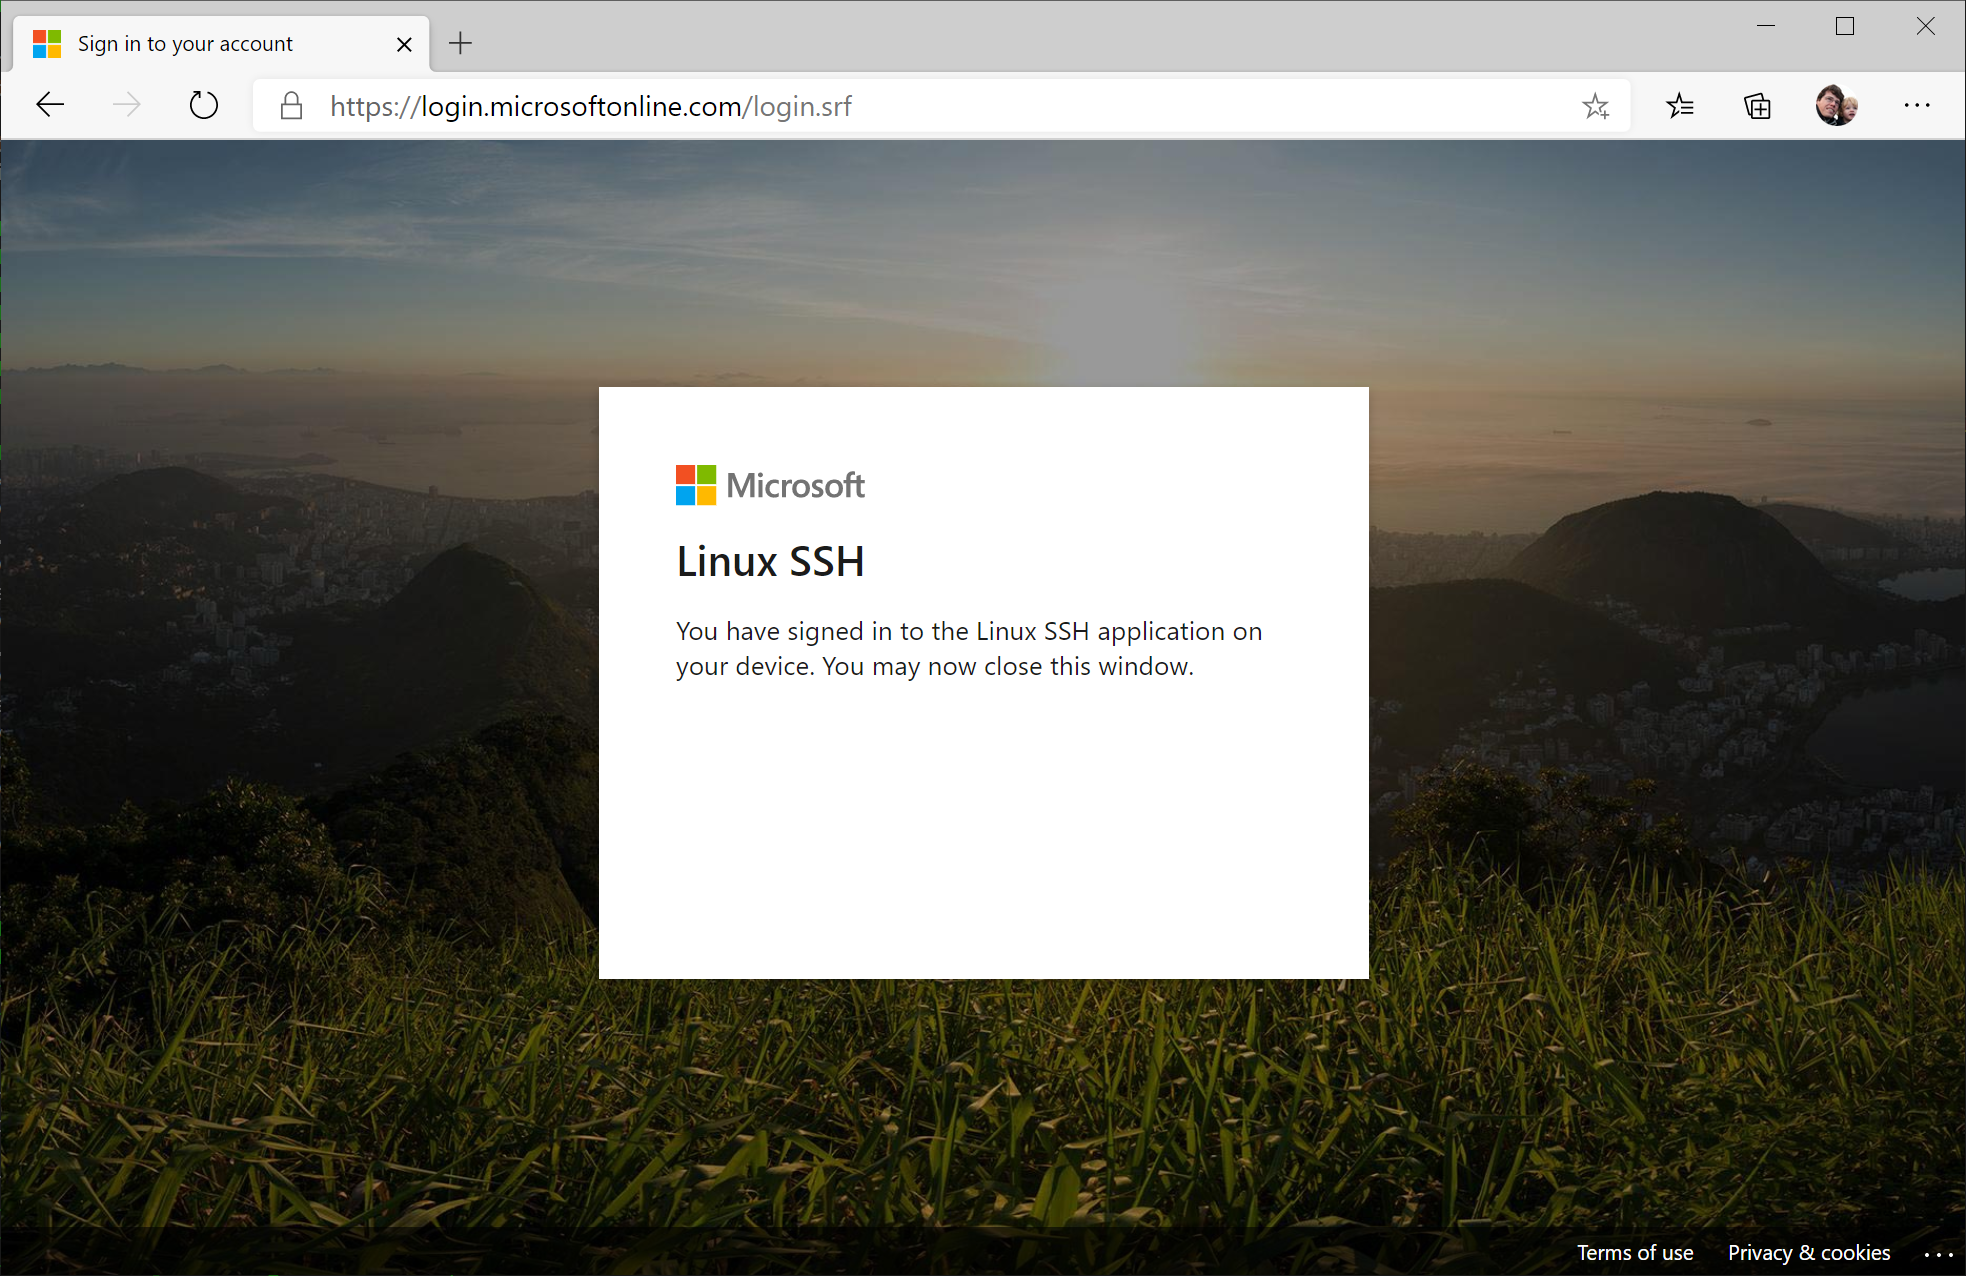 Sign in to your account
https://login.microsoftonline.com/login.srf
Microsoft
Linux SSH
You have signed in to the Linux SSH application on
your device. You may now close this window.
Terms of use Privacy & cookies